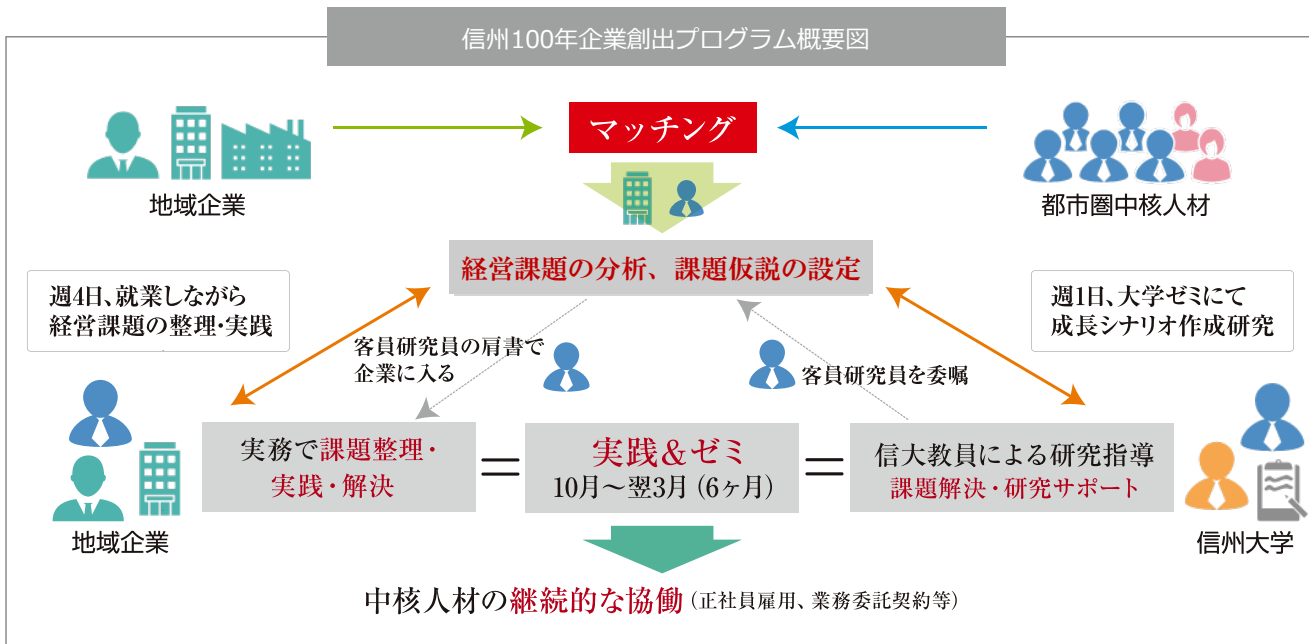 信州100年企業創出プログラム概要図
マッチング
地域企業
都市圏中核人材
経営課題の分析、課題仮説の設定
週4日、就業しながら
経営課題の整理・実践
週1日、大学ゼミにて
成長シナリオ作成研究
客員研究員の肩書で
企業に入る
客員研究員を委嘱
実務で課題整理・
実践・解決
=
実践&ゼミ
10月〜翌3月(6ヶ月)
=
信大教員による研究指導
課題解決・研究サポート
地域企業
信州大学
中核人材の継続的な協働(正社員雇用、業務委託契約等)